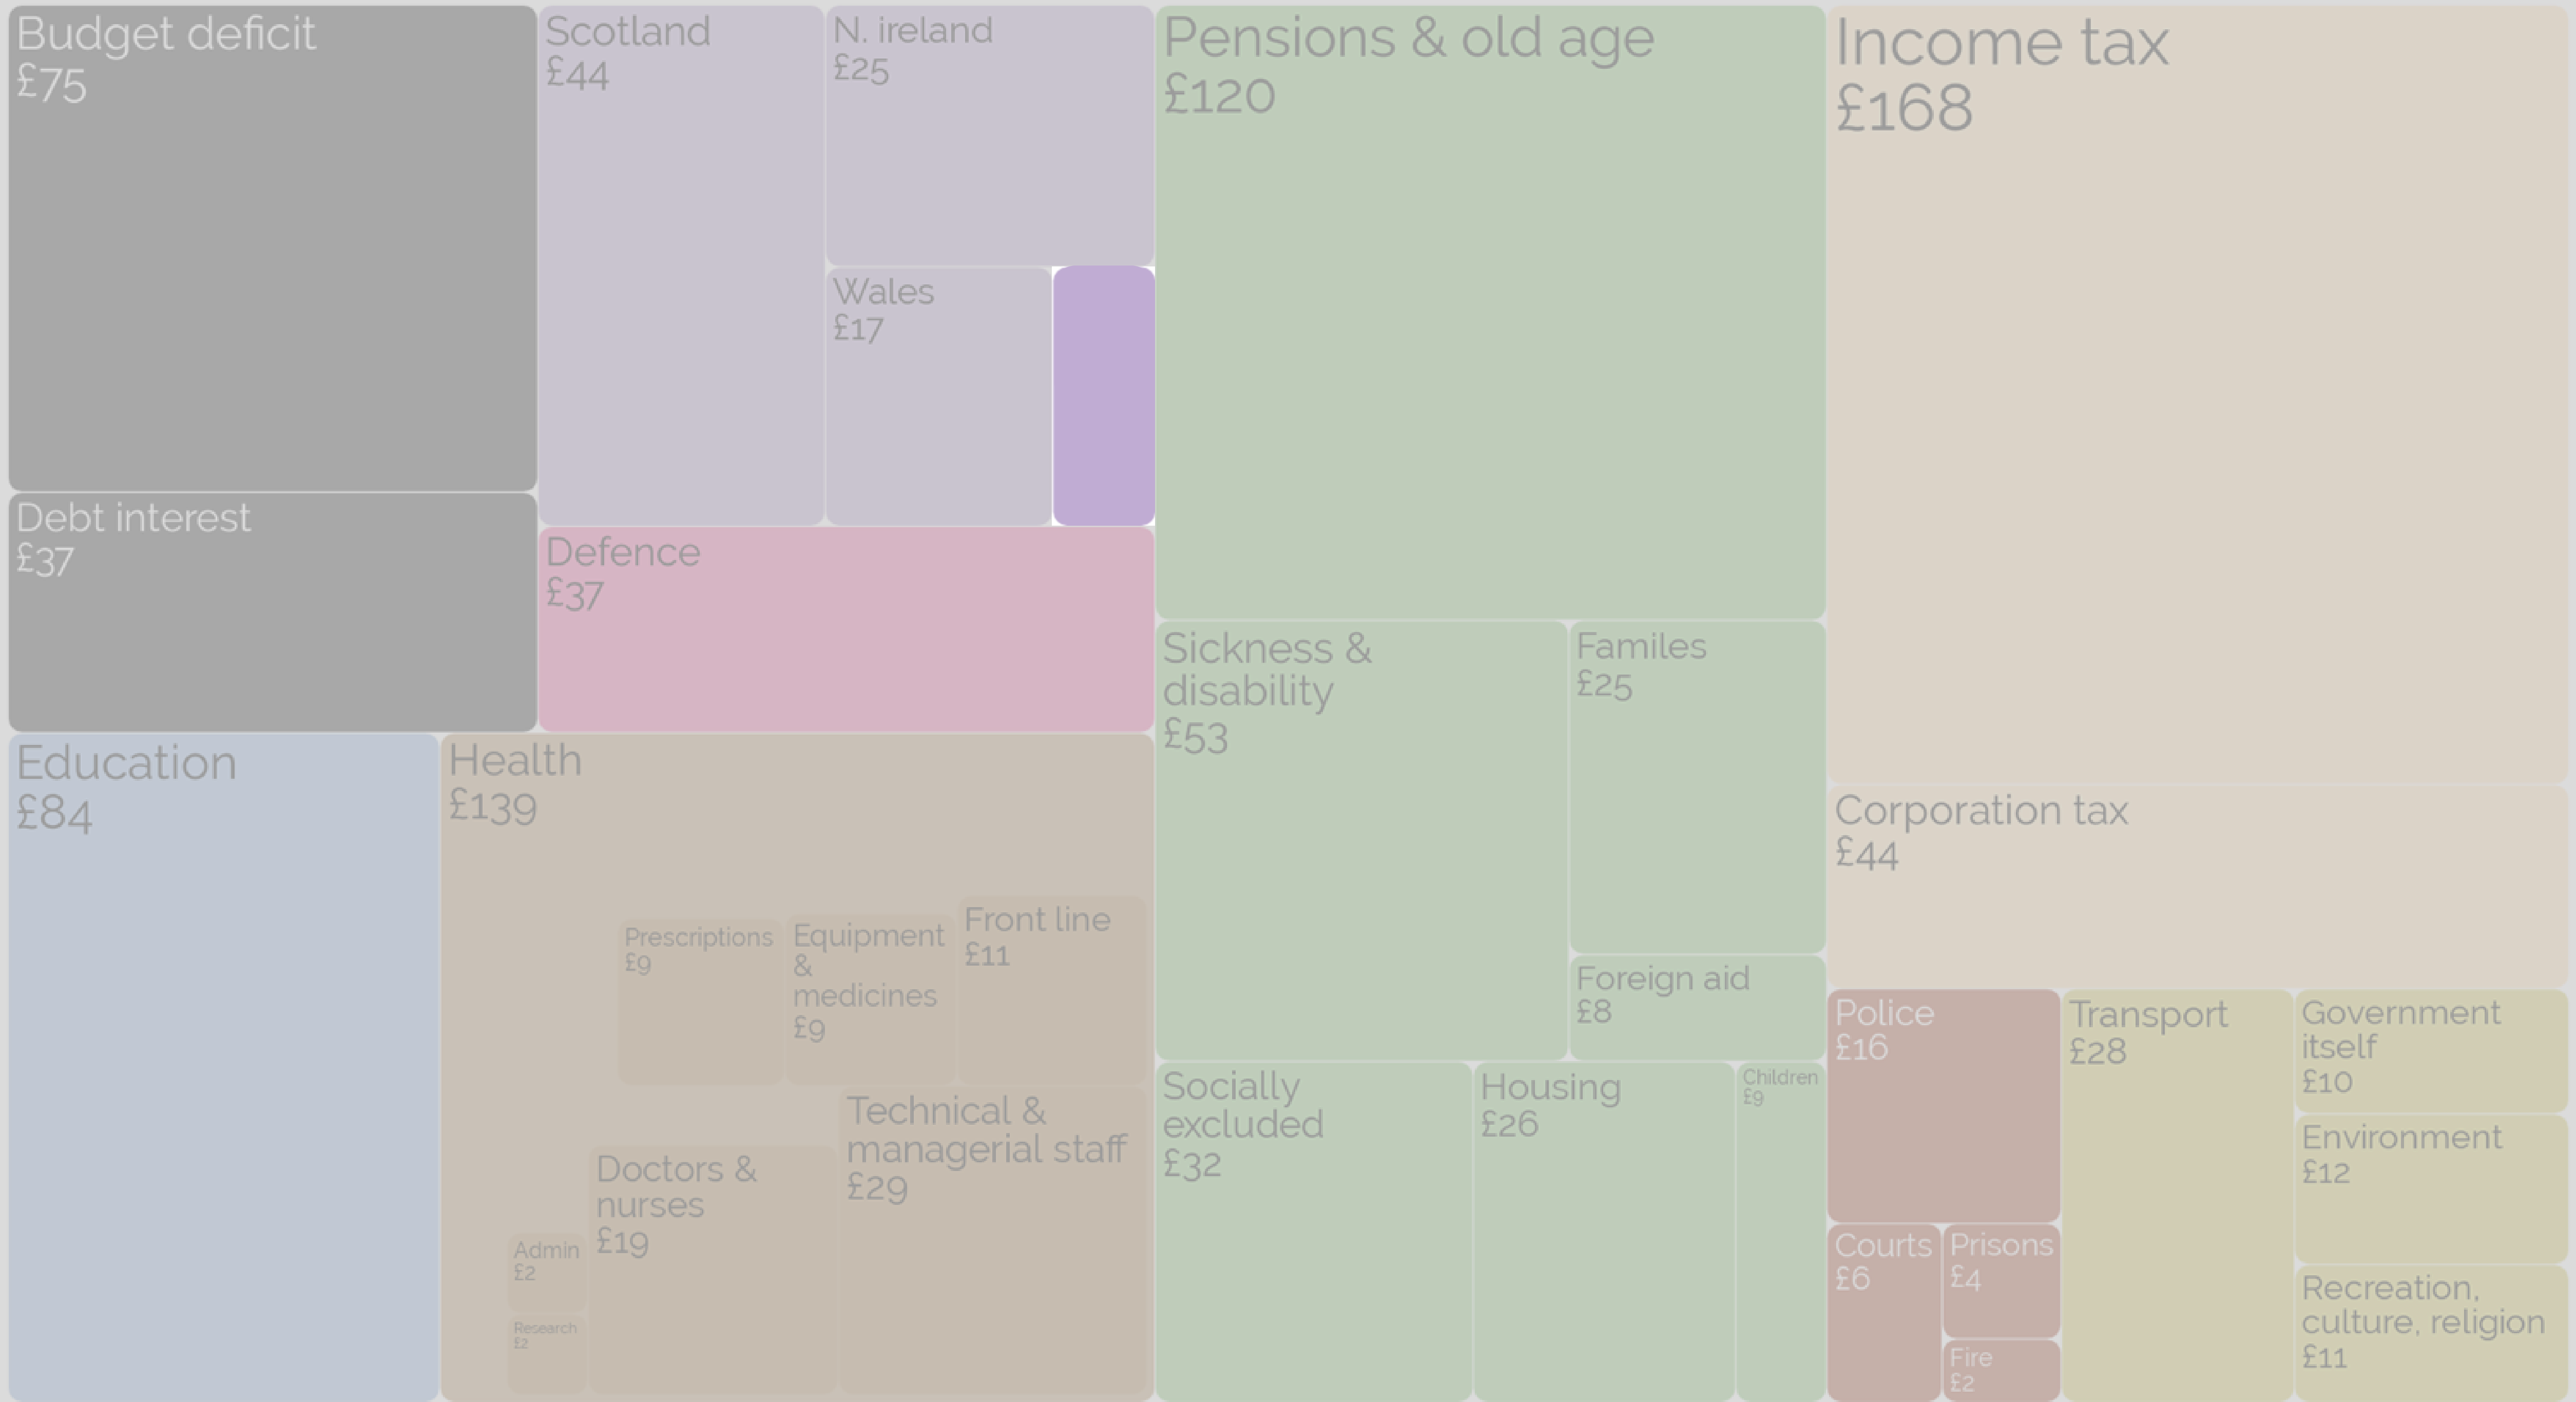 Budget deficit
£75
Scotland
£44
N. ireland
£25
Wales
£17
Pensions & old age
£120
Income tax
£168
Debt interest
£37
Defence
£37
Sickness &
disability
£53
Familes
£25
Foreign aid
£8
Corporation tax
£44
Education
£84
Health
£139
Prescriptions
£9
Equipment
&
medicines
£9
Front line
£11
Technical &
managerial staff
£29
Doctors &
nurses
£19
Admin
£2
Research
£2
Socially
excluded
£32
Housing
£26
Children
£9
Police
£16
Courts
£6
Prisons
£4
Fire
£2
Transport
£28
Government
itself
£10
Environment
£12
Recreation,
culture, religion
£11